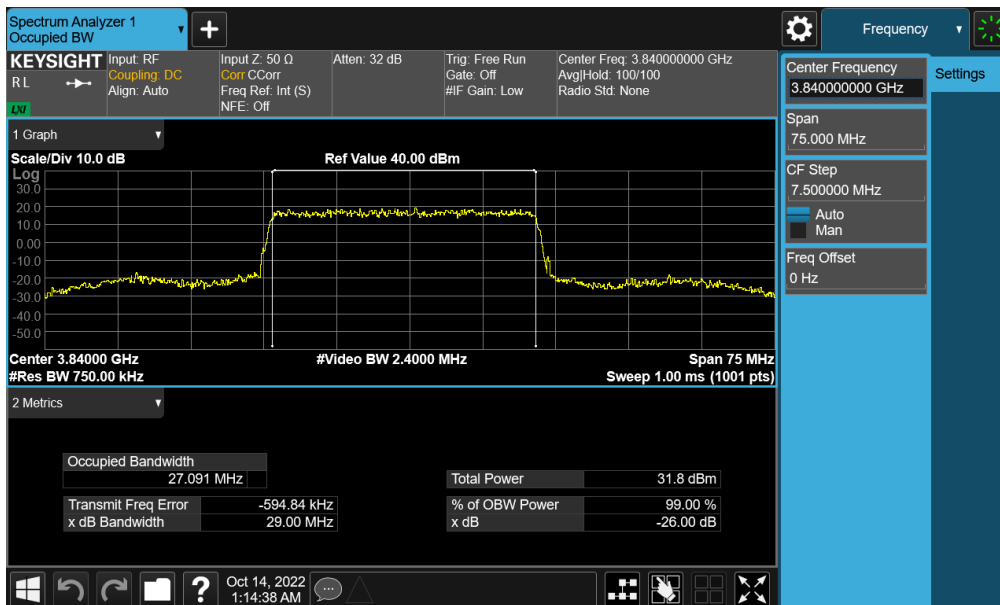 Spectrum Analyzer 1
Occupied BW
+
Frequency
KEYSIGHT
R L
LXI
Input: RF
Coupling: DC
Align: Auto
Input Z: 50 Ω
Corr CCorr
Freq Ref: Int (S)
NFE: Off
Atten: 32 dB
Trig: Free Run
Gate: Off
#IF Gain: Low
Center Freq: 3.840000000 GHz
Avg|Hold: 100/100
Radio Std: None
Center Frequency
3.840000000 GHz
Settings
Span
75.000 MHz
CF Step
7.500000 MHz
Auto
Man
Freq Offset
0 Hz
1 Graph
Scale/Div 10.0 dB
Ref Value 40.00 dBm
Log
30.0
20.0
10.0
0.00
-10.0
-20.0
-30.0
-40.0
-50.0
Center 3.84000 GHz
#Video BW 2.4000 MHz
Span 75 MHz
#Res BW 750.00 kHz
Sweep 1.00 ms (1001 pts)
2 Metrics
Occupied Bandwidth
27.091 MHz
Total Power 31.8 dBm
Transmit Freq Error -594.84 kHz
% of OBW Power 99.00 %
x dB Bandwidth 29.00 MHz
x dB -26.00 dB
?
Oct 14, 2022
1:14:38 AM